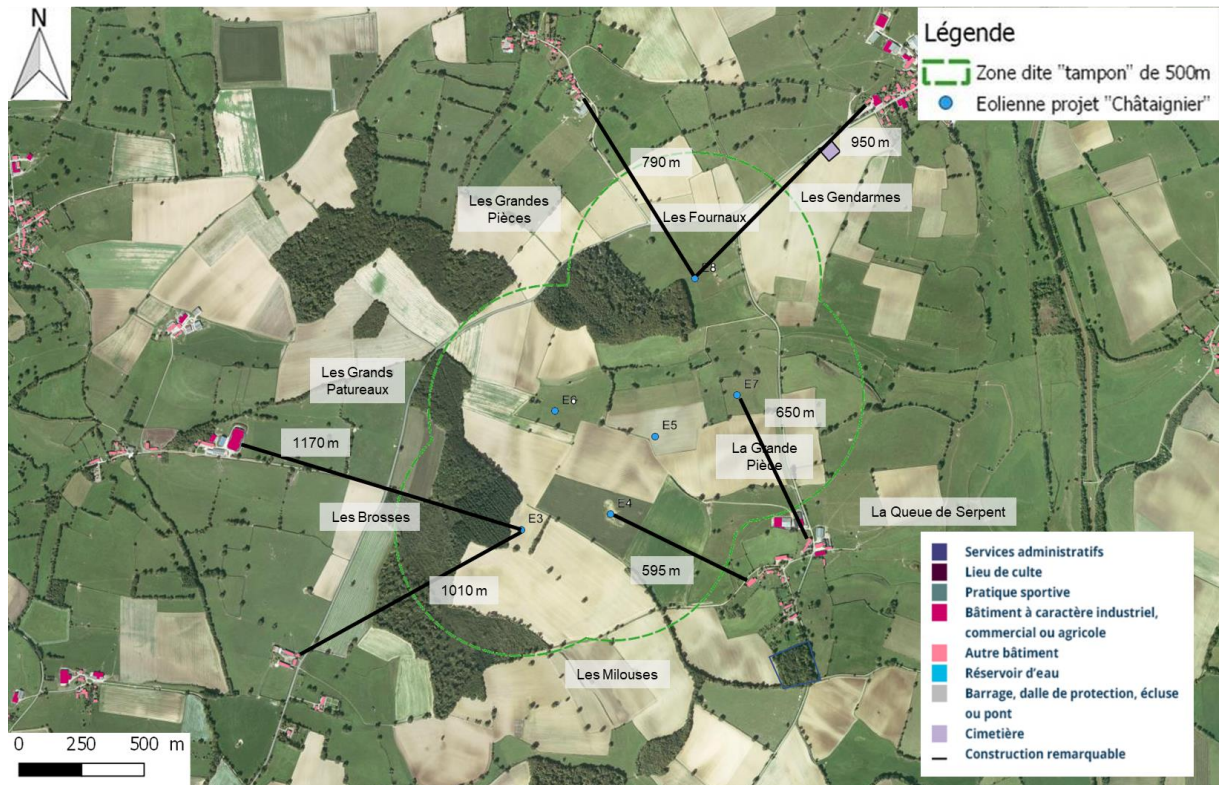 N
Légende
Zone dite "tampon" de 500m
Eolienne projet "Châtaignier"
950 m
790 m
Les Grandes
Pièces
Les Gendarmes
Les Fournaux
E8
Les Grands
Patureaux
E7
E6
650 m
E5
1170 m
La Grande
Pièce
E4
La Queue de Serpent
Les Brosses
E3
595 m
1010 m
Les Milouses
Services administratifs
Lieu de culte
Pratique sportive
Bâtiment à caractère industriel,
commercial ou agricole
Autre bâtiment
Réservoir d'eau
Barrage, dalle de protection, écluse
ou pont
Cimetière
Construction remarquable
0 250 500 m